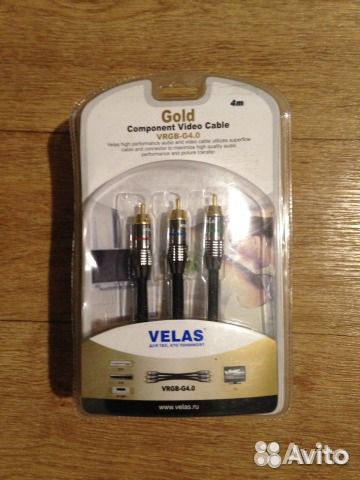 Gold
4m
Component Video Cable
VRGB-G4.0
Velas high performance audio and video cable utilizes superflow
cable and connector to maximize high quality audio
performance and picture transfer
VELAS
ДЛЯ ТЕХ, КТО ПОНИМАЕТ
VRGB-G4.0
www.velas.ru
Avito